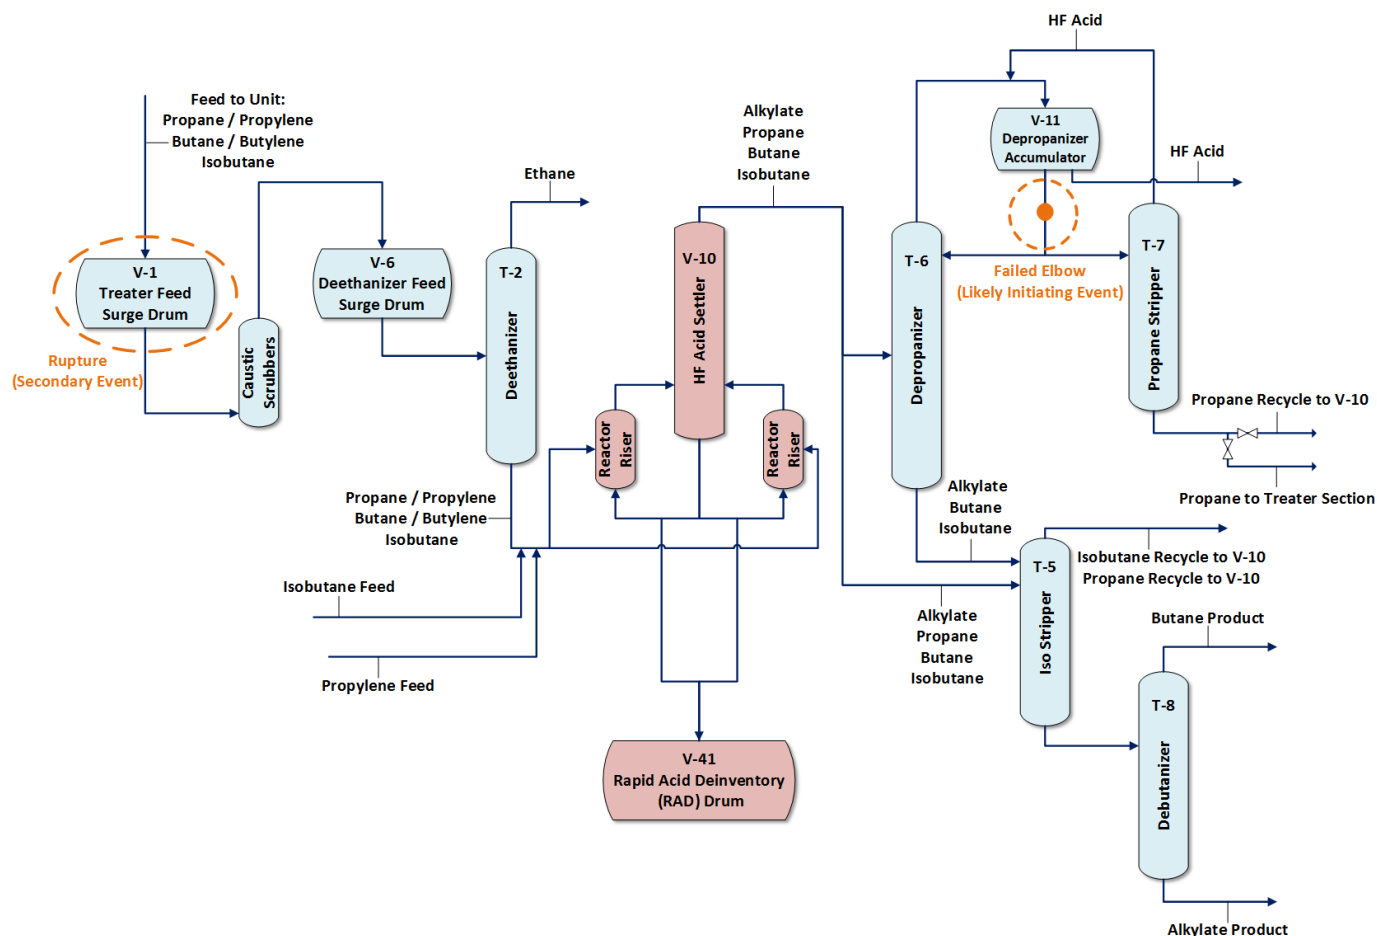 HF Acid
Feed to Unit:
Propane / Propylene
Butane / Butylene
Isobutane
Alkylate
Propane
Butane
Isobutane
V-11
Depropanizer
Accumulator
HF Acid
Ethane
V-1
Treater Feed
Surge Drum
Rupture
(Secondary Event)
Caustic
Scrubbers
V-6
Deethanizer Feed
Surge Drum
T-2
Deethanizer
V-10
HF Acid Settler
Reactor
Riser
Reactor
Riser
T-6
Depropanizer
Failed Elbow
(Likely Initiating Event)
T-7
Propane Stripper
Propane Recycle to V-10
Propane to Treater Section
Propane / Propylene
Butane / Butylene
Isobutane
Alkylate
Butane
Isobutane
Isobutane Feed
Propylene Feed
T-5
Iso Stripper
Isobutane Recycle to V-10
Propane Recycle to V-10
Alkylate
Propane
Butane
Isobutane
Butane Product
T-8
Debutanizer
V-41
Rapid Acid Deinventory
(RAD) Drum
Alkylate Product